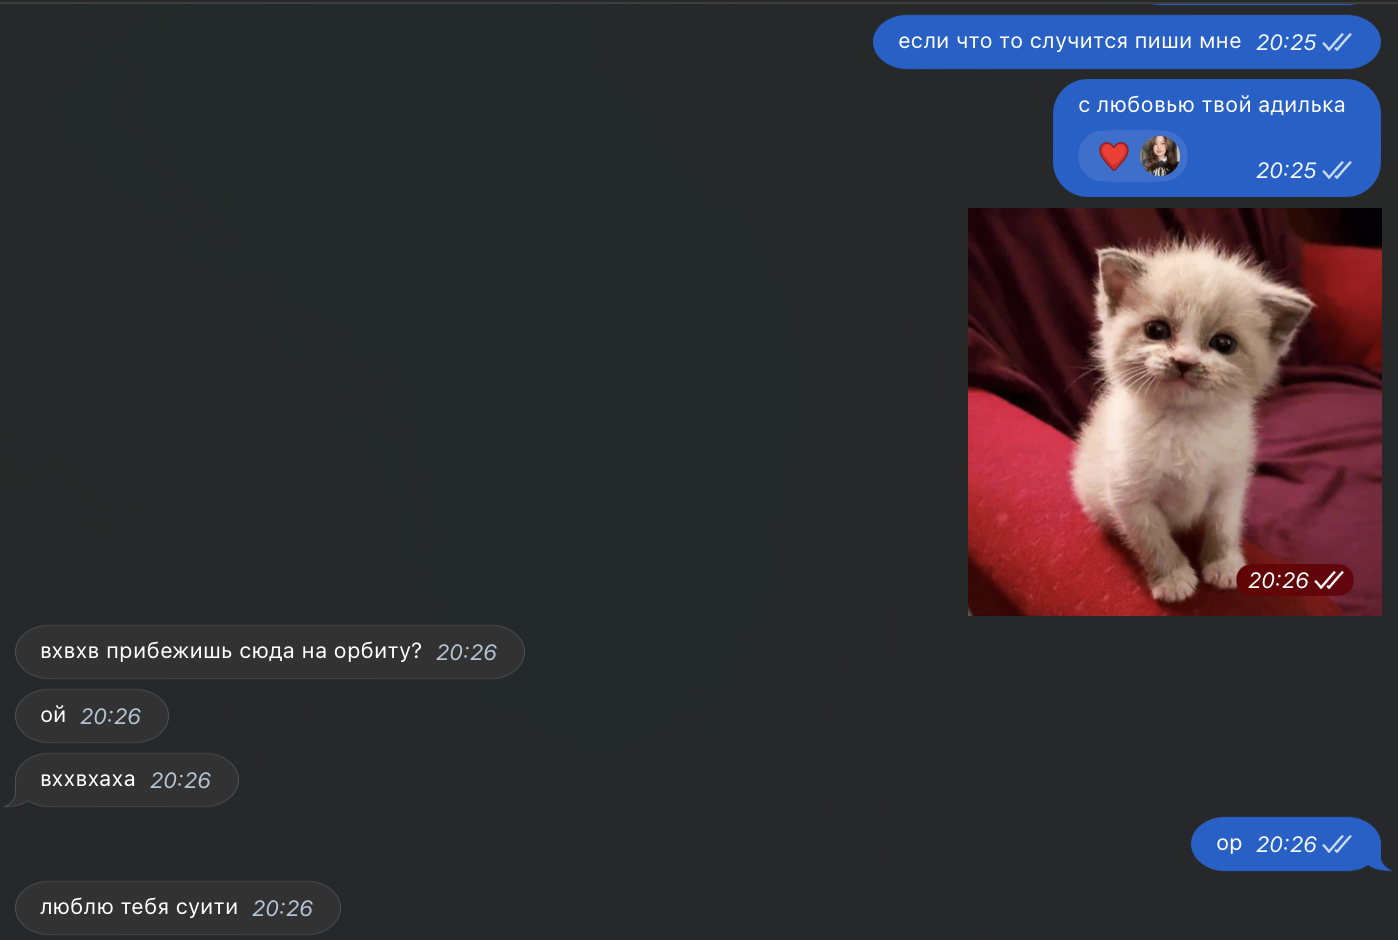 если что то случится пиши мне 20:25
с любовью твой адилька
20:25
20:26
вхвхв прибежишь сюда на орбиту? 20:26
ой 20:26
вххвхаха 20:26
ор 20:26
люблю тебя суити 20:26